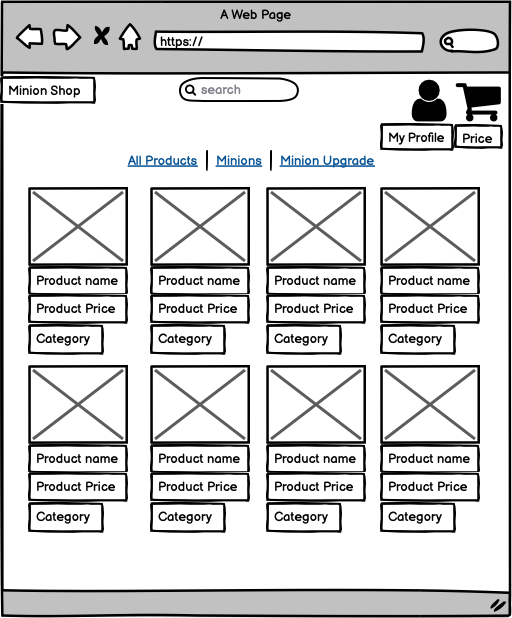 A Web Page
https://
Minion Shop
search
My Profile
Price
All Products | Minions | Minion Upgrade
Product name Product name Product name Product name
Product Price Product Price Product Price Product Price
Category Category Category Category
Product name Product name Product name Product name
Product Price Product Price Product Price Product Price
Category Category Category Category